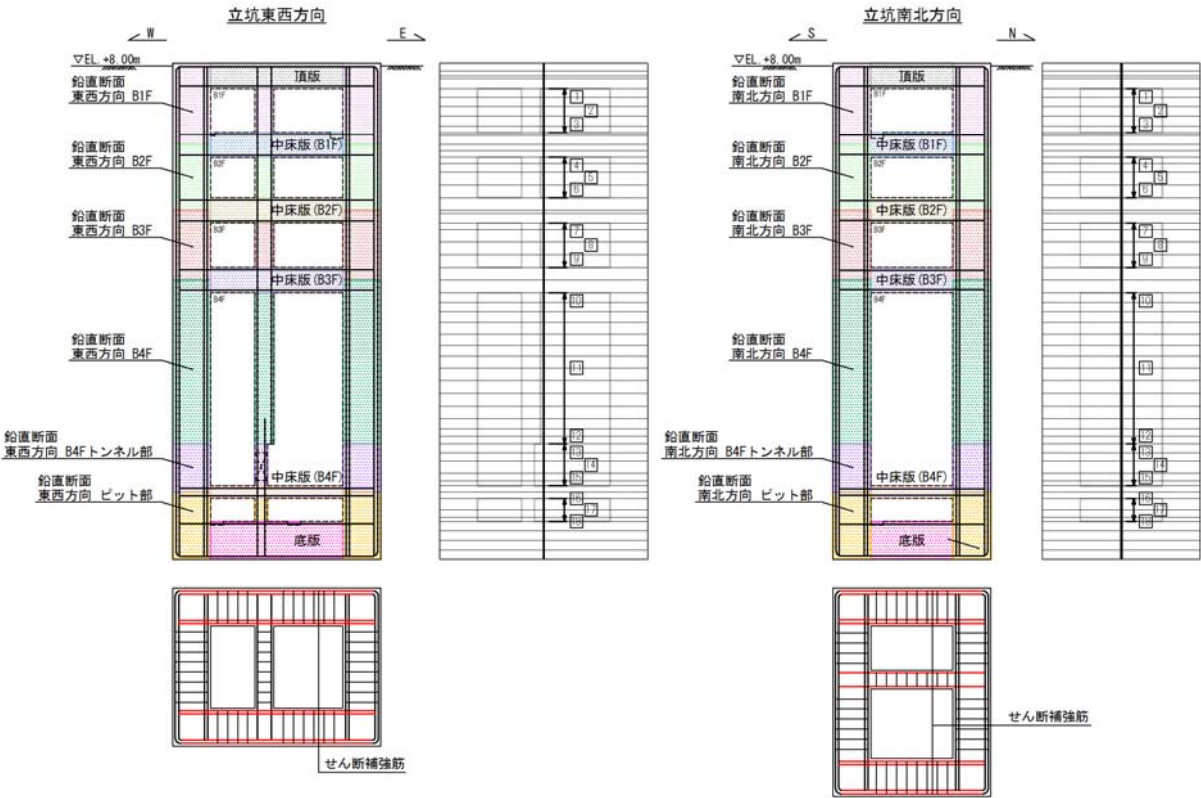 立坑東西方向
W
E
▽EL.+8.00m
鉛直断面
東西方向 B1F
頂版
B1F
中床版(B1F)
鉛直断面
東西方向 B2F
B2F
中床版(B2F)
鉛直断面
東西方向 B3F
B3F
中床版(B3F)
B4F
鉛直断面
東西方向 B4F
鉛直断面
東西方向 B4Fトンネル部
中床版(B4F)
鉛直断面
東西方向 ピット部
底版
1
2
3
4
5
6
7
8
9
10
11
12
13
14
15
16
17
18
せん断補強筋
立坑南北方向
S
N
▽EL.+8.00m
鉛直断面
南北方向 B1F
頂版
B1F
中床版(B1F)
鉛直断面
南北方向 B2F
B2F
中床版(B2F)
鉛直断面
南北方向 B3F
B3F
中床版(B3F)
B4F
鉛直断面
南北方向 B4F
鉛直断面
南北方向 B4Fトンネル部
中床版(B4F)
鉛直断面
南北方向 ピット部
底版
1
2
3
4
5
6
7
8
9
10
11
12
13
14
15
16
17
18
せん断補強筋